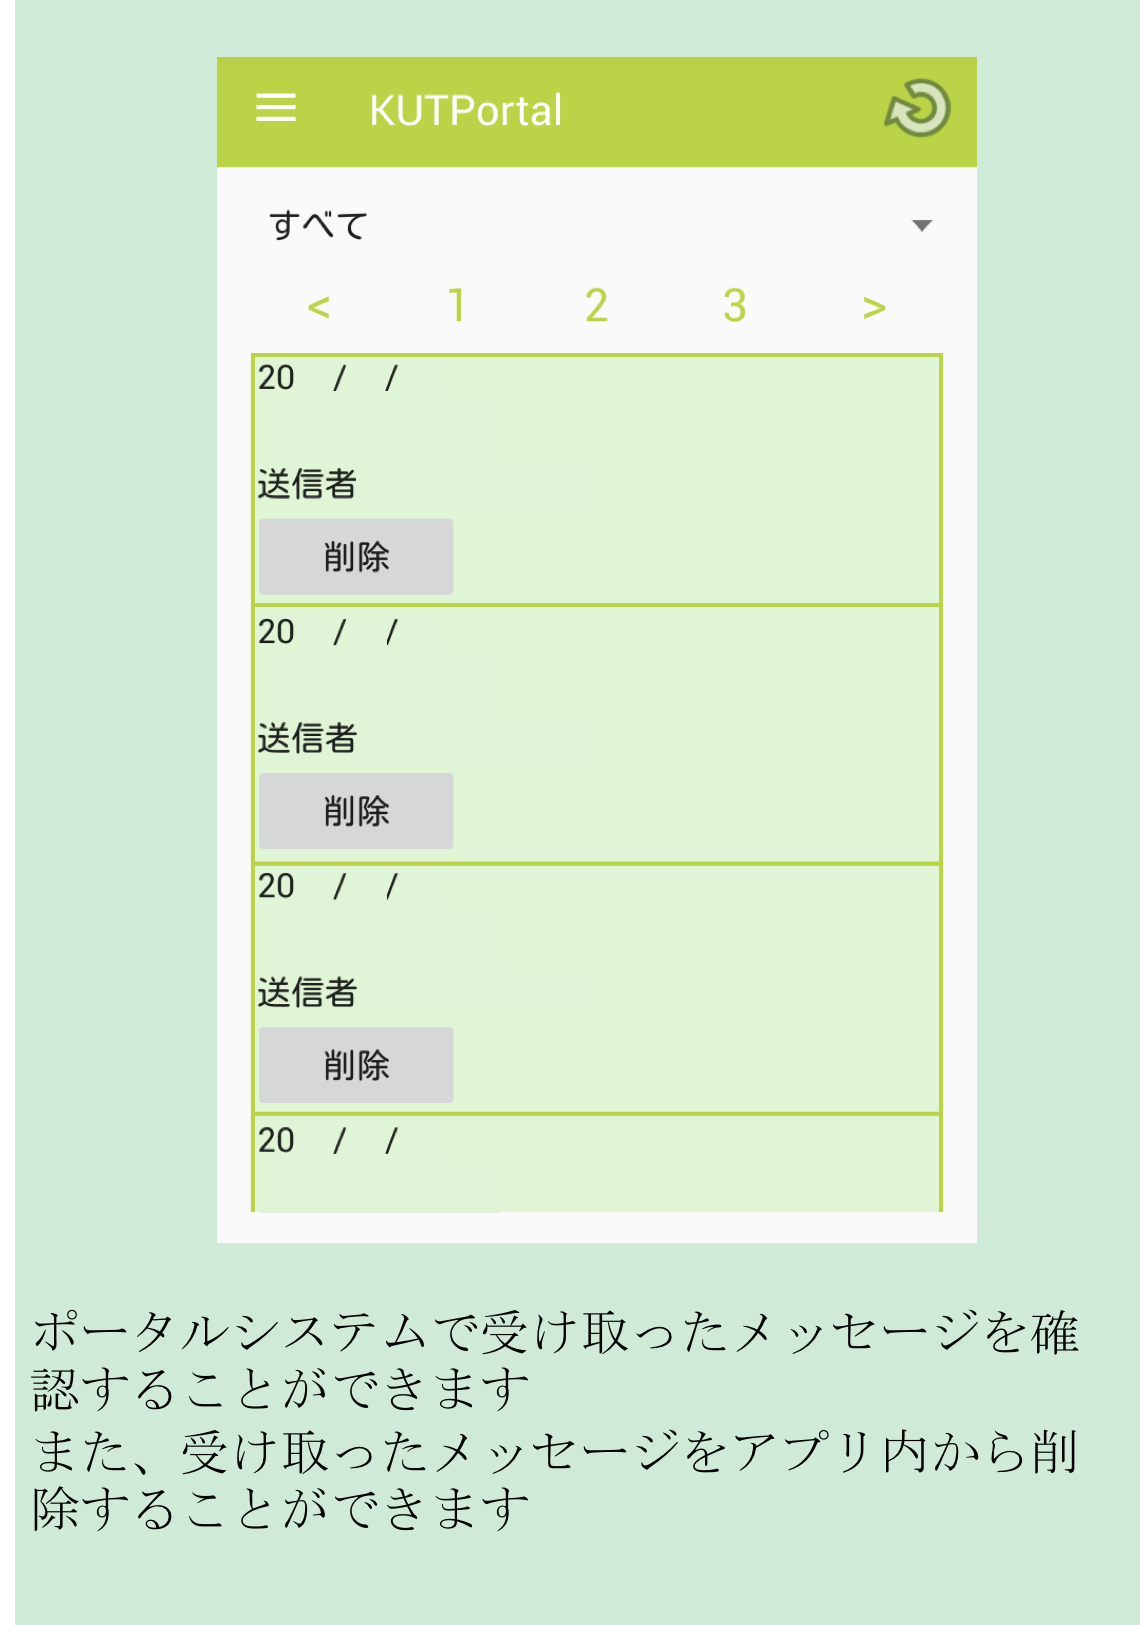 KUTPortal
すべて
< 1 2 3 >
20 / /
送信者
削除
20 / /
送信者
削除
20 / /
送信者
削除
20 / /
ポータルシステムで受け取ったメッセージを確
認することができます
また、受け取ったメッセージをアプリ内から削
除することができます